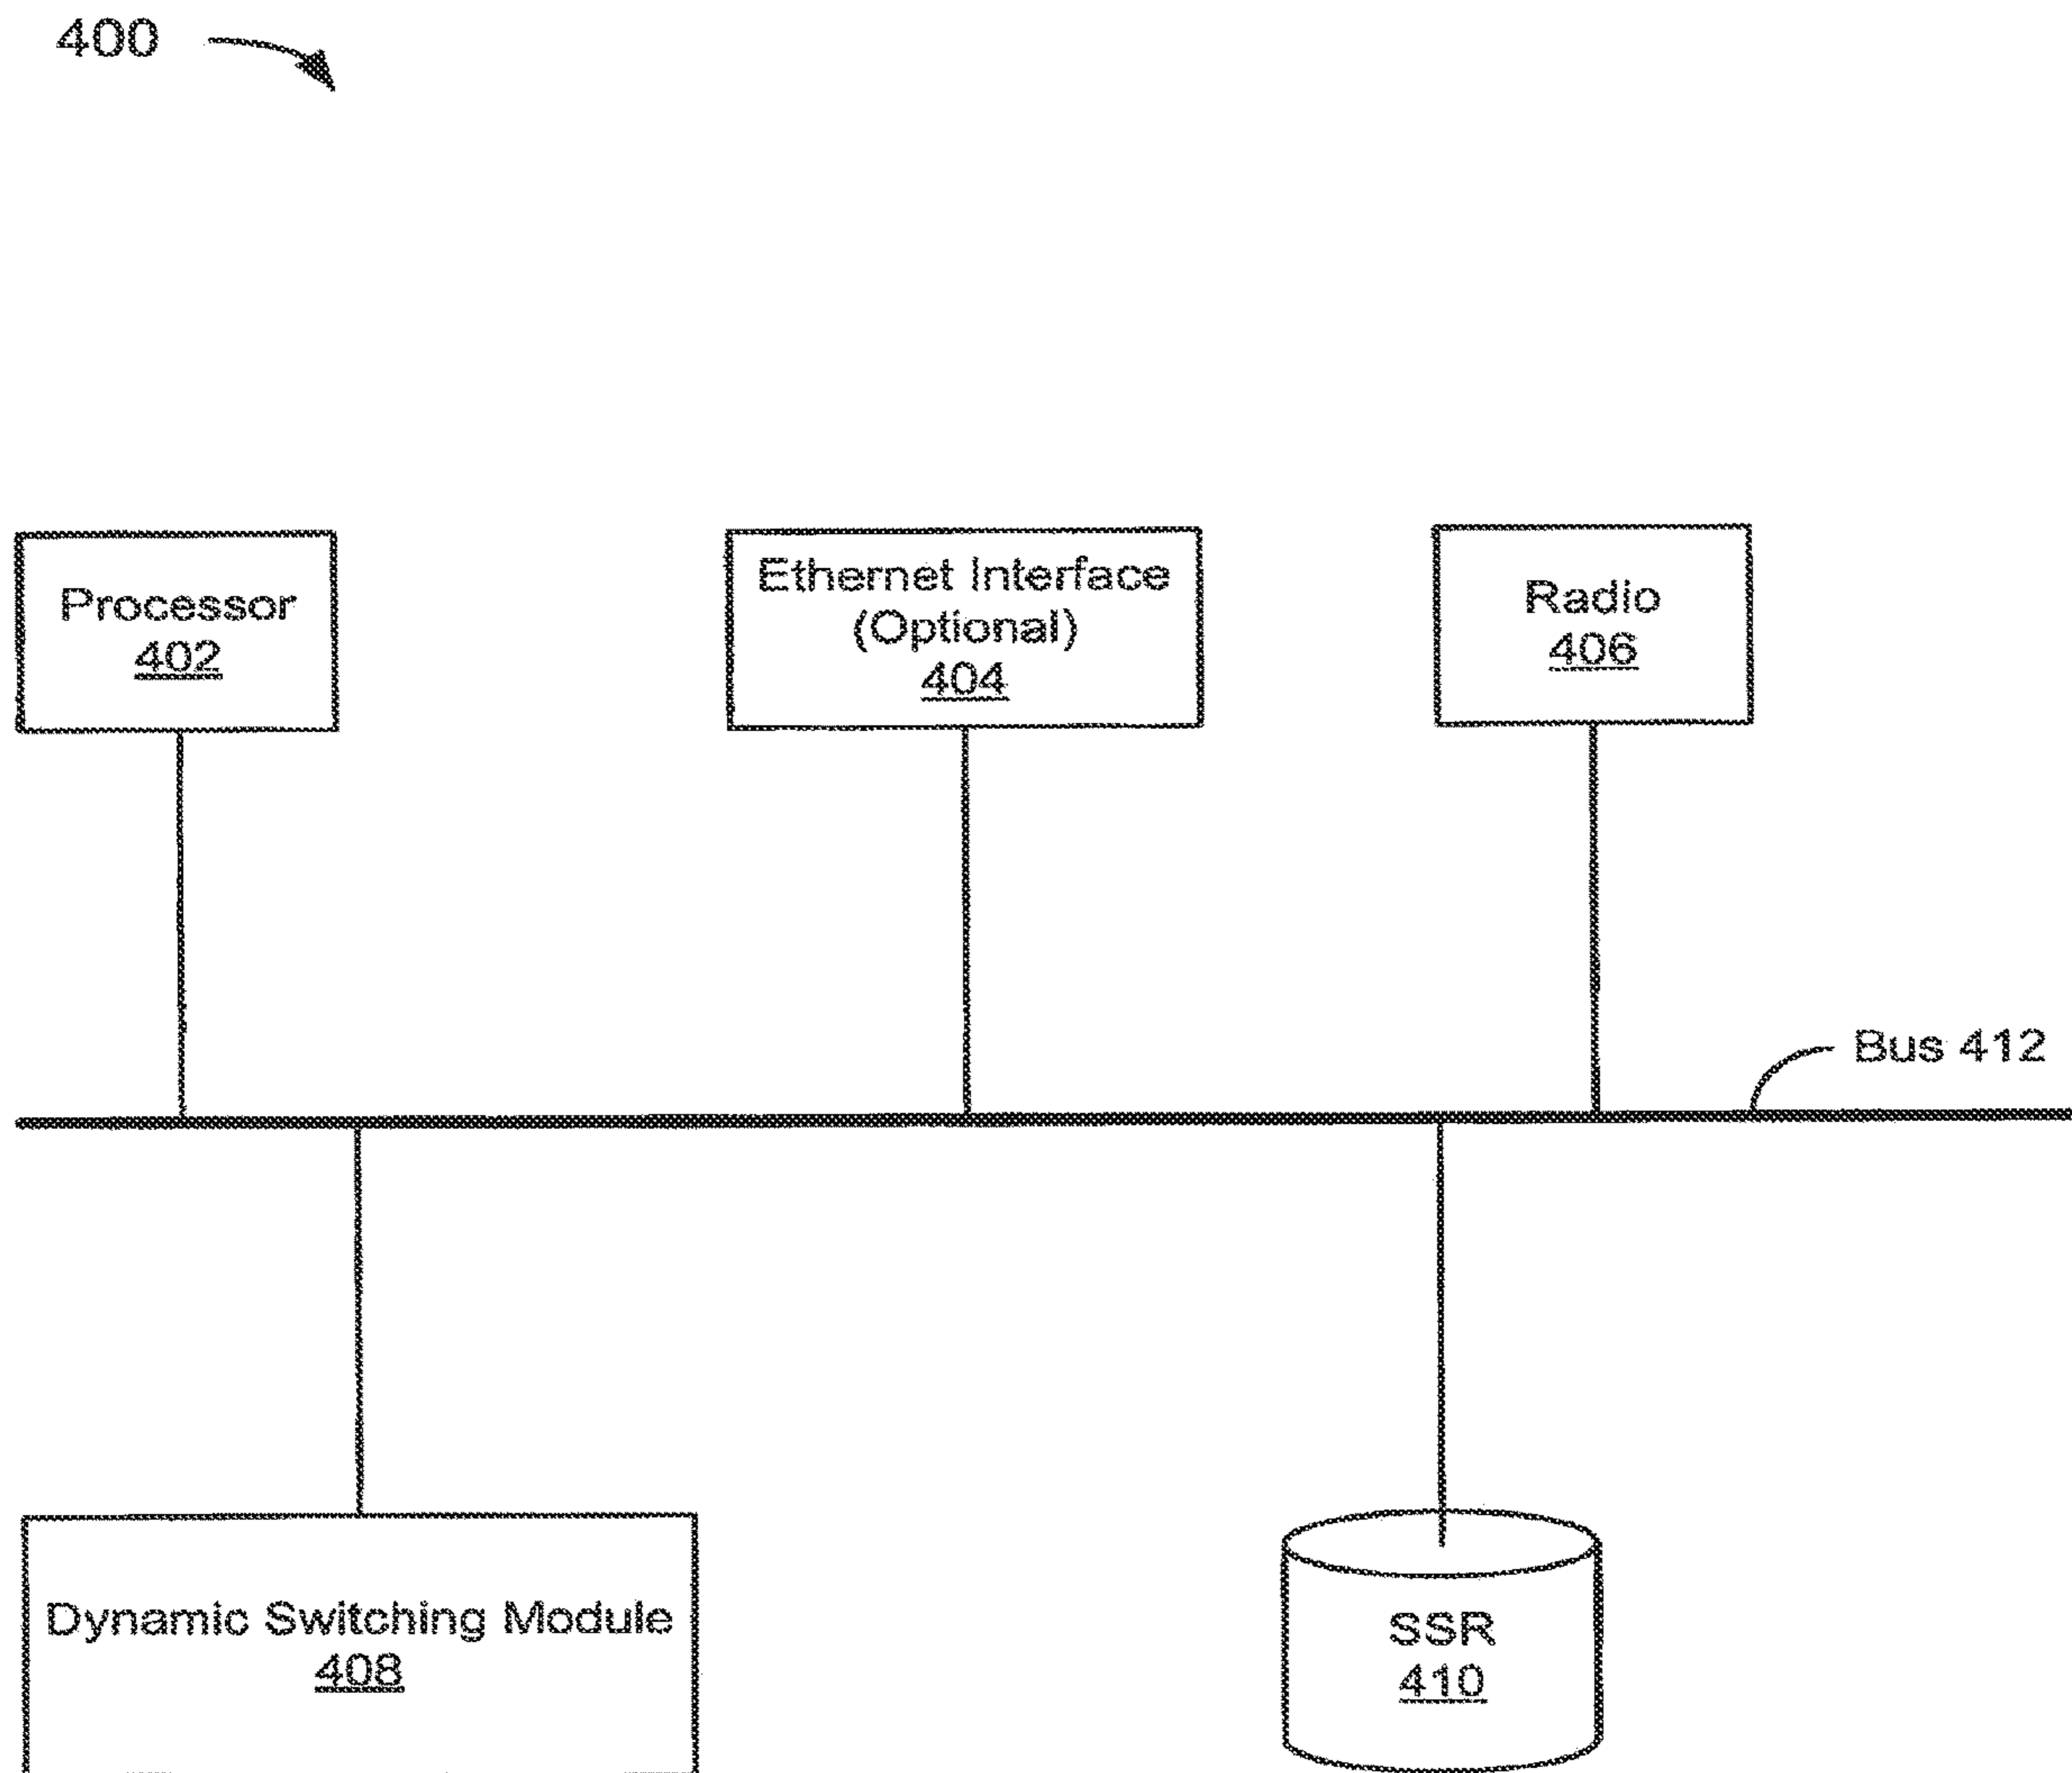 400
Processor
402
Ethernet Interface
(Optional)
404
Radio
406
Bus 412
Dynamic Switching Module
408
SSR
410